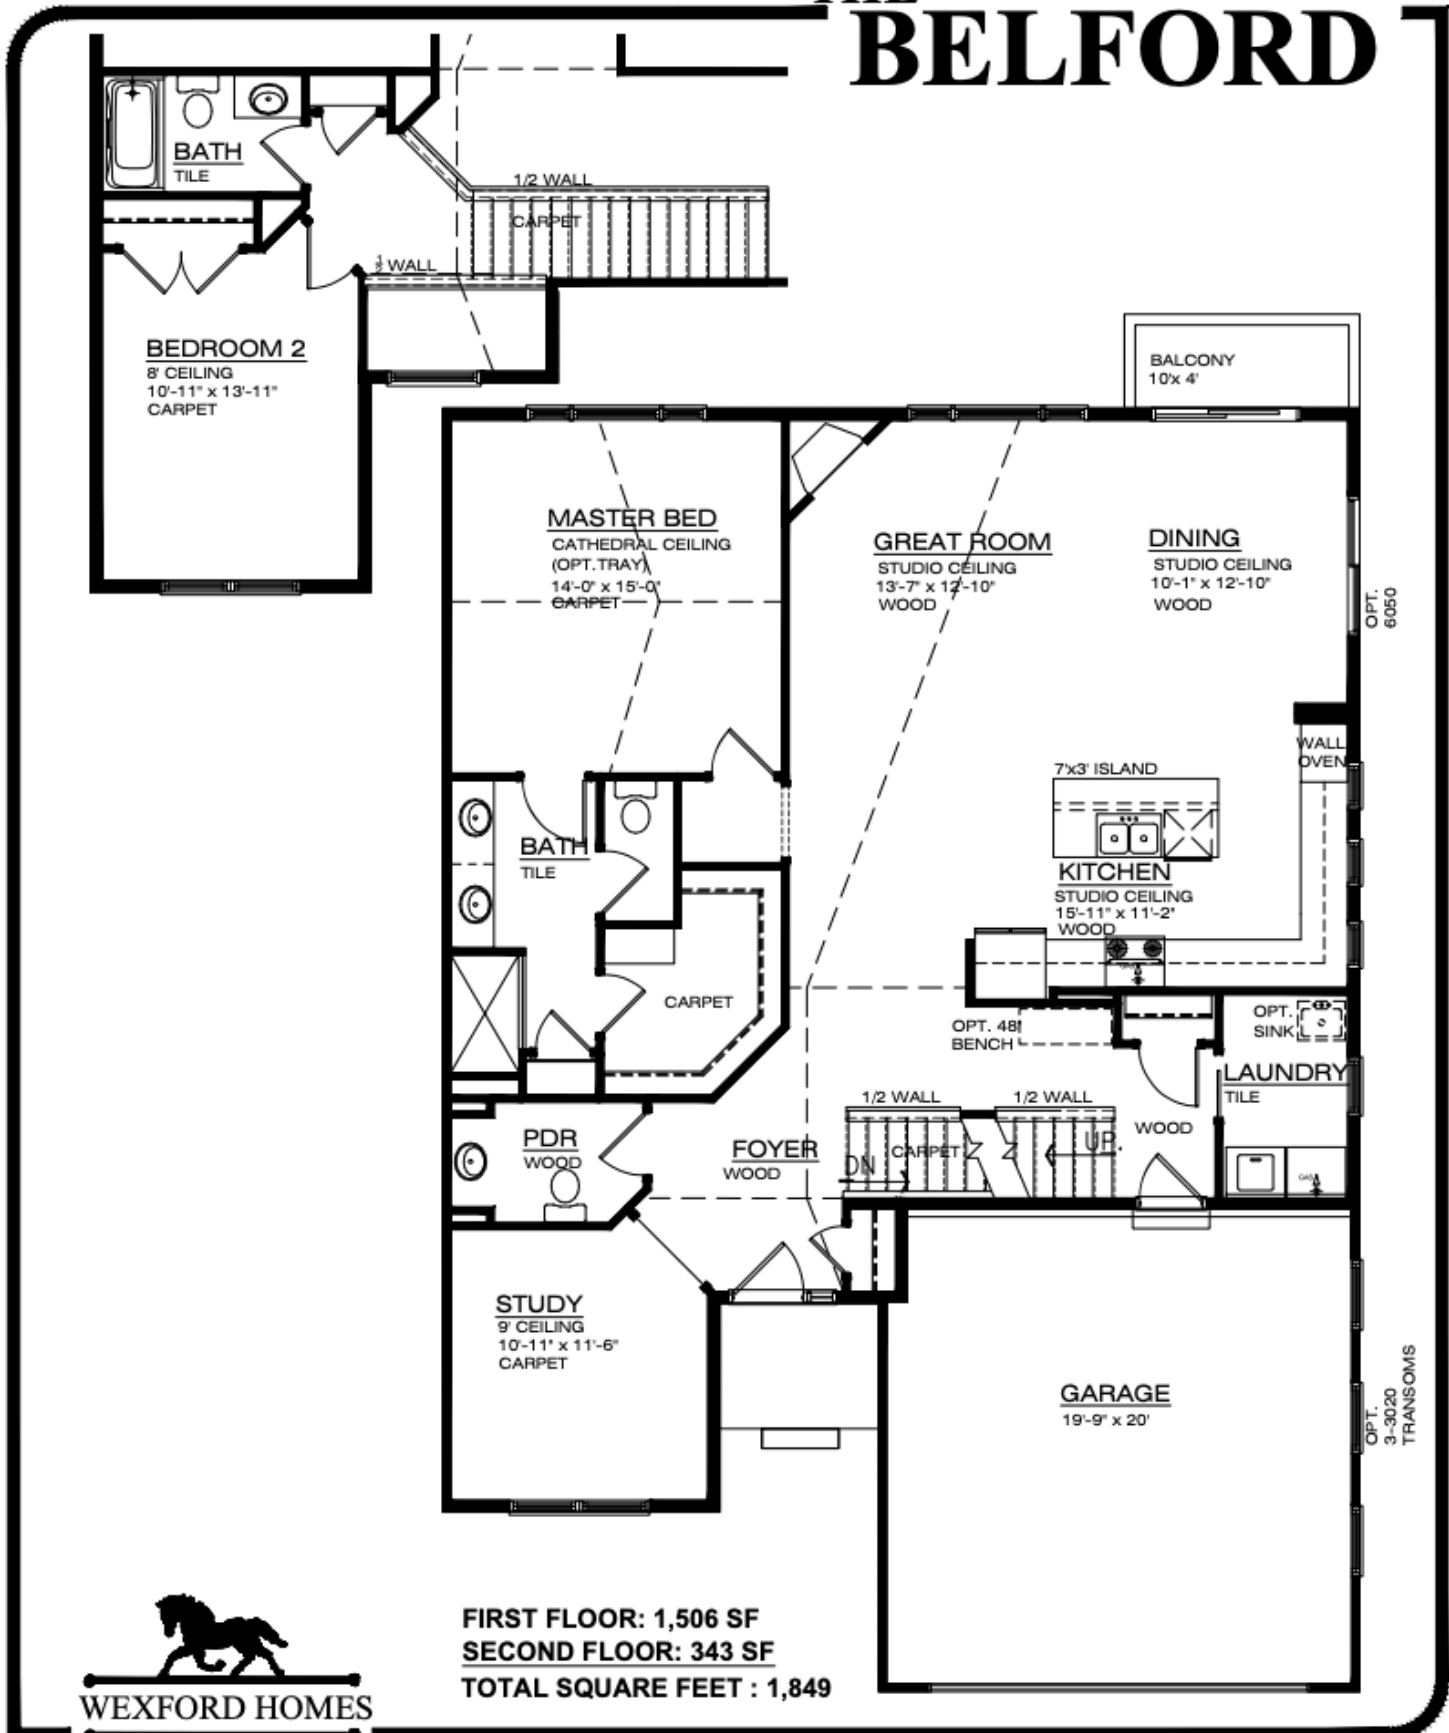 BELFORD
BATH
TILE
1/2 WALL
CARPET
½ WALL
BEDROOM 2
8' CEILING
10'-11" x 13'-11"
CARPET
BALCONY
10'x 4'
MASTER BED
CATHEDRAL CEILING
(OPT.TRAY)
14'-0" x 15'-0"
CARPET
GREAT ROOM
STUDIO CEILING
13'-7" x 12'-10"
WOOD
DINING
STUDIO CEILING
10'-1" x 12'-10"
WOOD
OPT.
6050
WALL
OVEN
7'x3' ISLAND
KITCHEN
STUDIO CEILING
15'-11" x 11'-2"
WOOD
GAS
BATH
TILE
CARPET
OPT. 48"
BENCH
OPT.
SINK
LAUNDRY
TILE
GAS
1/2 WALL
1/2 WALL
WOOD
PDR
WOOD
FOYER
WOOD
DN
CARPET
UP.
STUDY
9' CEILING
10'-11" x 11'-6"
CARPET
GARAGE
19'-9" x 20'
OPT.
3-3020
TRANSOMS
FIRST FLOOR: 1,506 SF
SECOND FLOOR: 343 SF
TOTAL SQUARE FEET : 1,849
WEXFORD HOMES